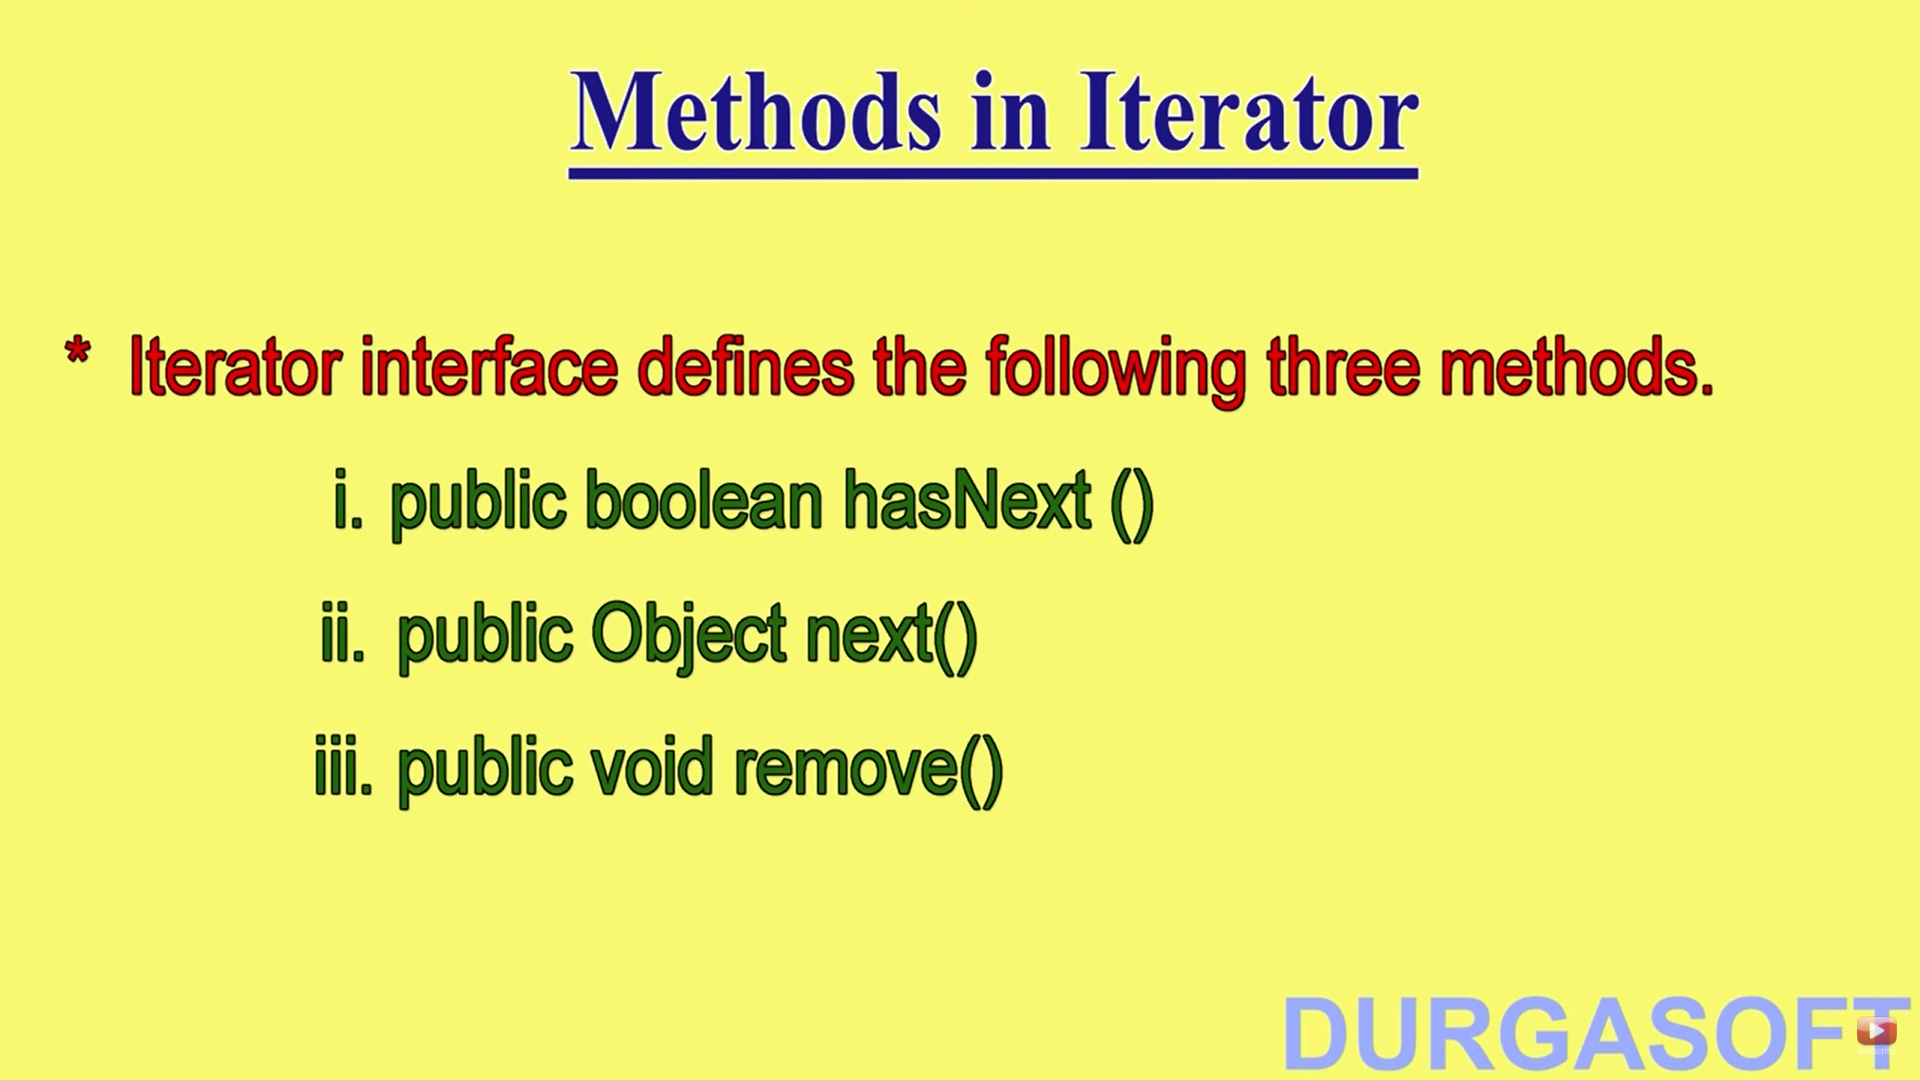 Methods in Iterator
* Iterator interface defines the following three methods.
i. public boolean hasNext ()
ii. public Object next()
iii. public void remove()
DURGASOFT